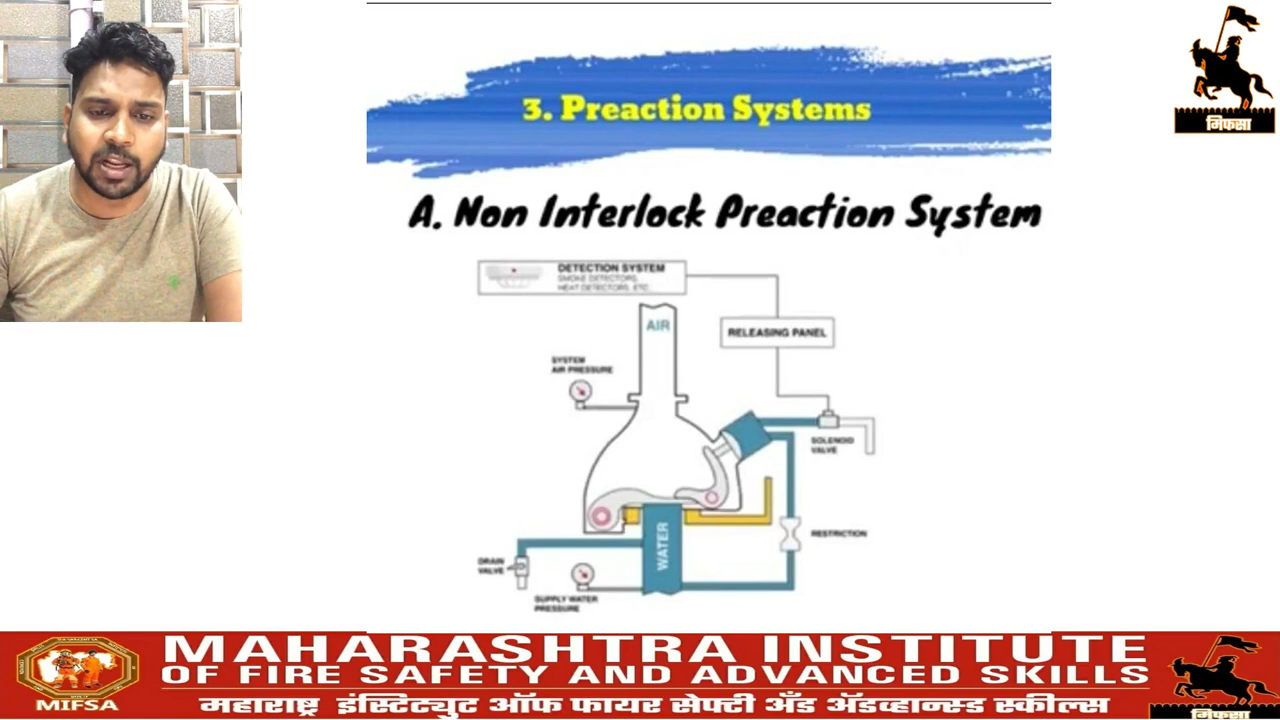 3. Preaction Systems
A. Non Interlock Preaction System
DETECTION SYSTEM
SMOKE DETECTORS
HEAT DETECTORS, ETC.
AIR
RELEASING PANEL
SYSTEM
AIR PRESSURE
SOLENOID
VALVE
WATER
RESTRICTION
DRAIN
VALVE
SUPPLY WATER
PRESSURE
मिफसा
MIFSA
MAHARASHTRA INSTITUTE
OF FIRE SAFETY AND ADVANCED SKILLS
महाराष्ट्र इंस्टिट्युट ऑफ फायर सेफ्टी अँड अ‍ॅडव्हान्स्ड स्कील्स
मिफसा